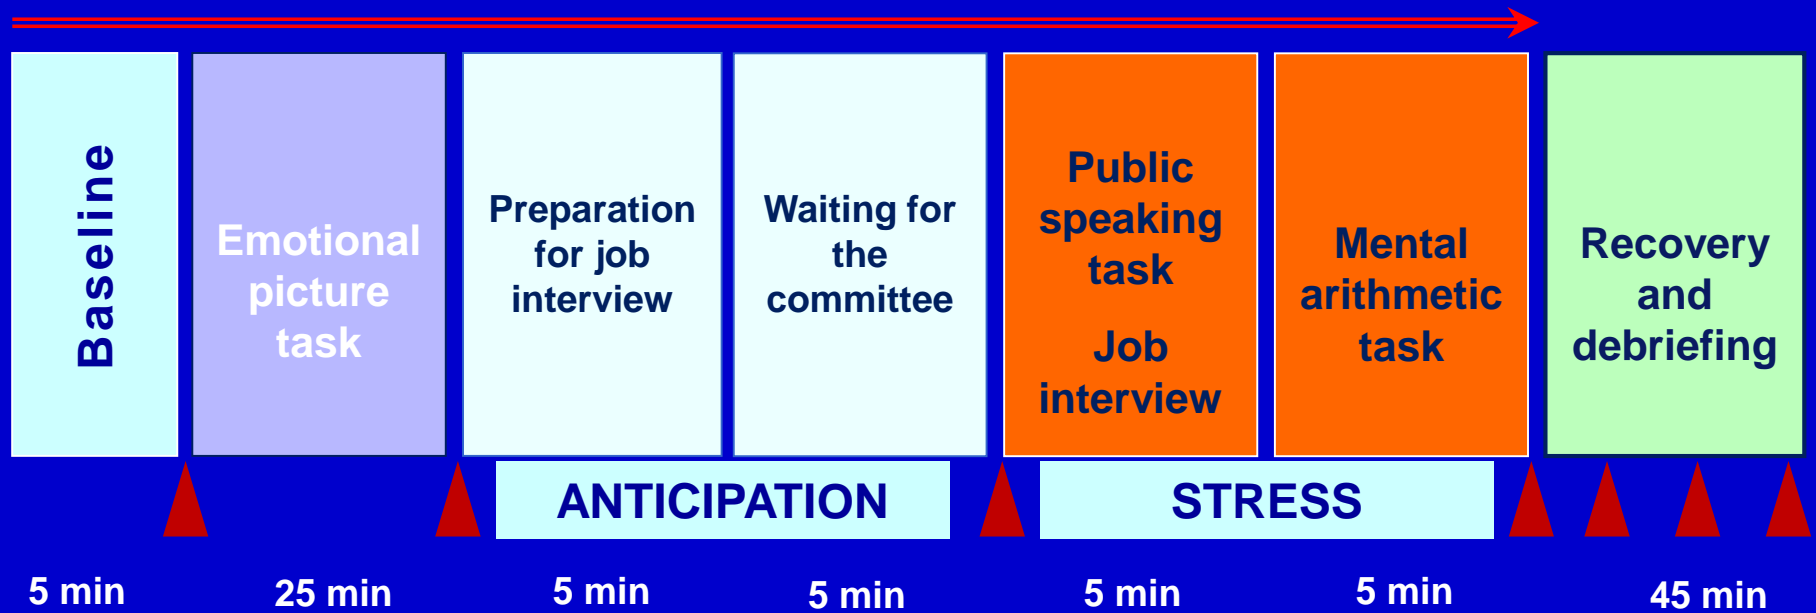 Baseline
Emotional
picture
task
Preparation
for job
interview
Waiting for
the
committee
Public
speaking
task
Job
interview
Mental
arithmetic
task
Recovery
and
debriefing
ANTICIPATION
STRESS
5 min
25 min
5 min
5 min
5 min
5 min
45 min